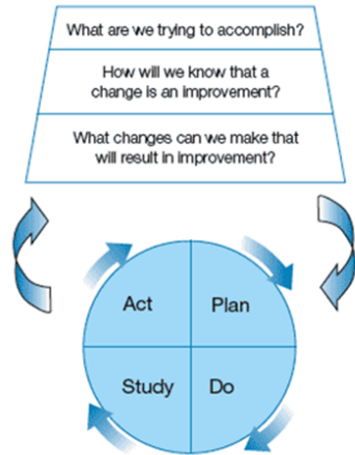 What are we trying to accomplish?
How will we know that a
change is an improvement?
What changes can we make that
will result in improvement?
Act
Plan
Study
Do